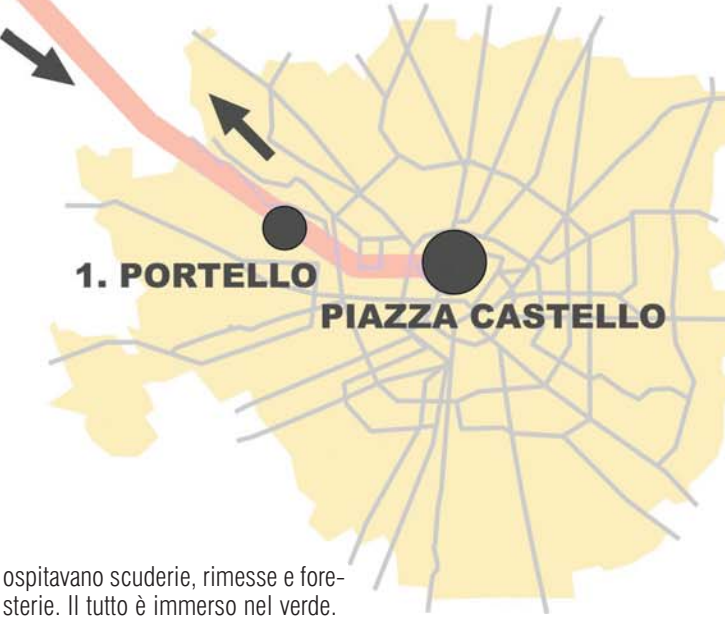 1. PORTELLO
PIAZZA CASTELLO
ospitavano scuderie, rimesse e fore-
sterie. Il tutto è immerso nel verde.